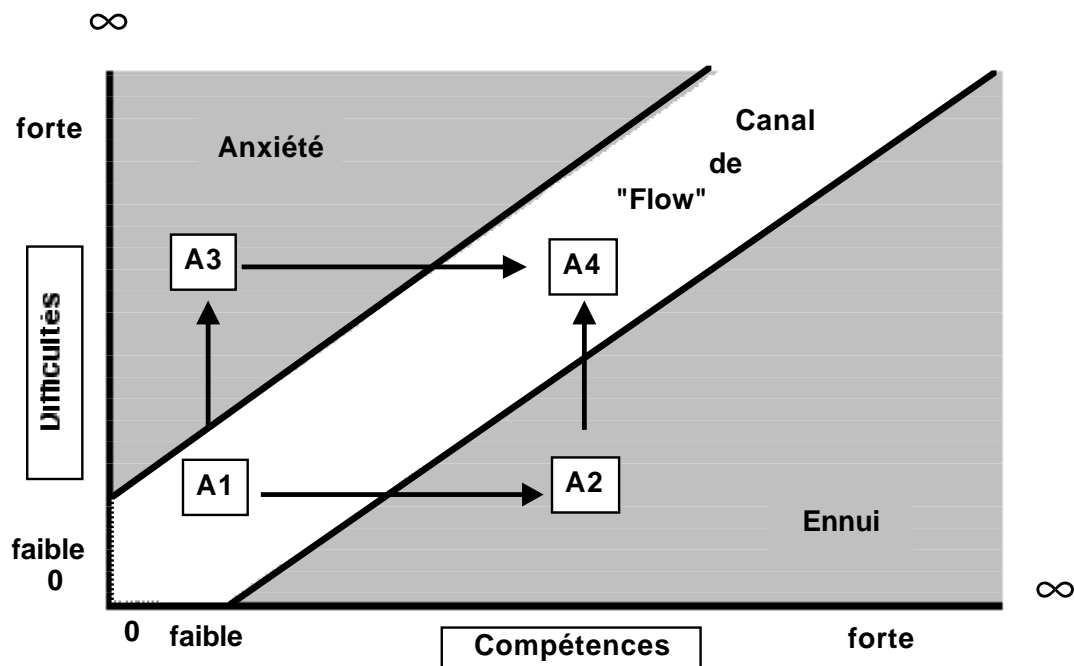 ∞
forte
Anxiété
Canal
de
"Flow"
A3
A4
Difficultés
A1
A2
Ennui
faible
0
∞
0 faible
Compétences
forte